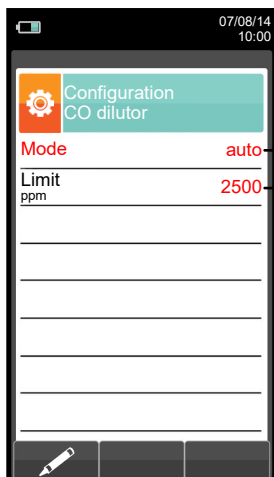 07/08/14
10:00
Configuration
CO dilutor
Mode auto
Limit 2500
ppm